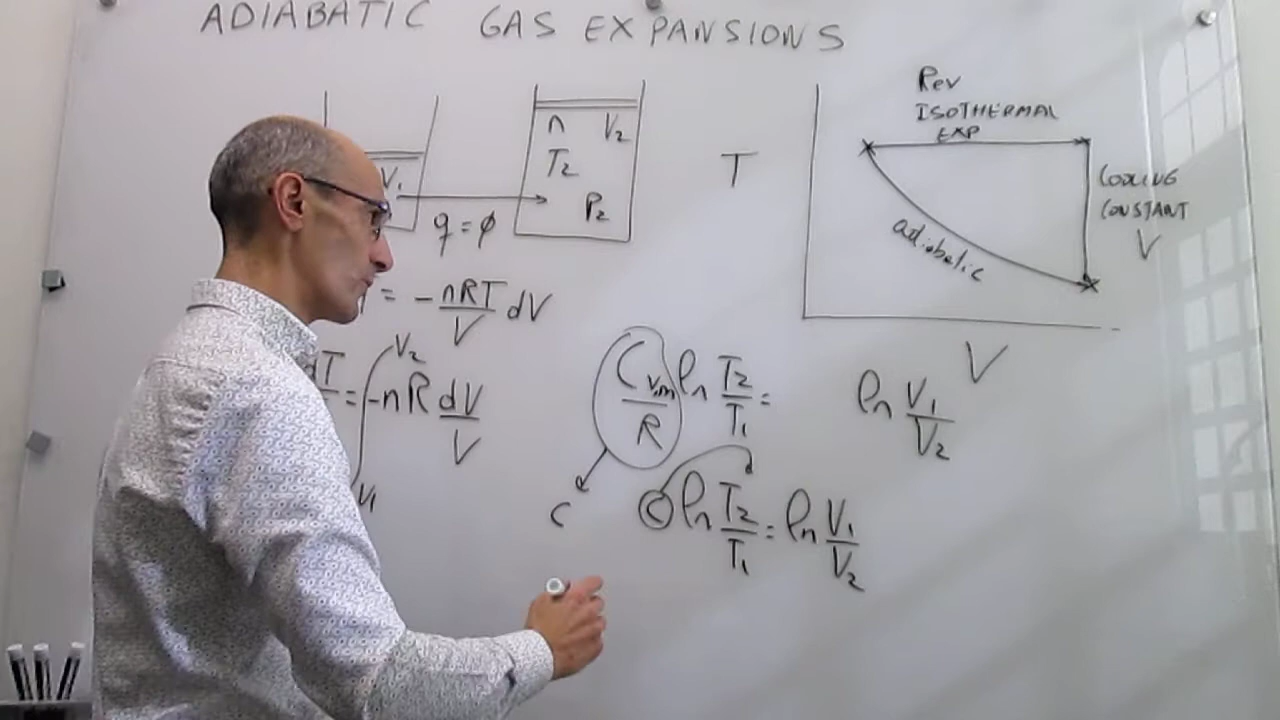 ADIABATIC GAS EXPANSIONS
V₁
q = ϕ
n V₂
T₂
P₂
T
Rev
ISOTHERMAL
EXP
COOLING
CONSTANT
V
adiabatic
V
= -nRT/V dV
dT = ∫ V₁ V₂ -nR dV/V
C V,m/R ln T₂/T₁ = ln V₁/V₂
C
C ln T₂/T₁ = ln V₁/V₂